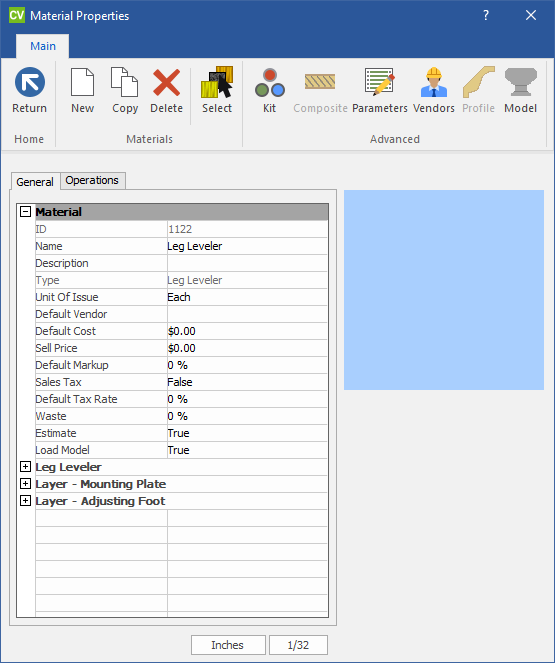 CV Material Properties ? ×
Main
Return New Copy Delete Select Kit Composite Parameters Vendors Profile Model
Home Materials Advanced
General Operations
Material
ID 1122
Name Leg Leveler
Description
Type Leg Leveler
Unit Of Issue Each
Default Vendor
Default Cost $0.00
Sell Price $0.00
Default Markup 0 %
Sales Tax False
Default Tax Rate 0 %
Waste 0 %
Estimate True
Load Model True
Leg Leveler
Layer - Mounting Plate
Layer - Adjusting Foot
Inches 1/32